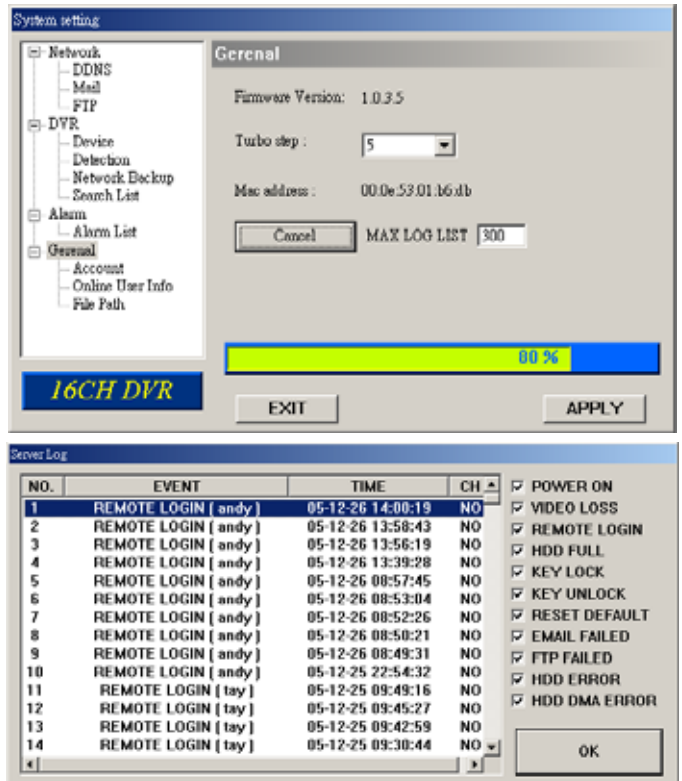 System setting
Network
DDNS
Mail
FTP
DVR
Device
Detection
Network Backup
Search List
Alarm
Alarm List
Gerenal
Account
Online User Info
File Path
16CH DVR
Gerenal
Firmware Version: 1.0.3.5
Turbo step : 5
Mac address : 00:0e:53:01:b6:db
Cancel MAX LOG LIST 300
80 %
EXIT APPLY
Server Log
NO. EVENT TIME CH
1 REMOTE LOGIN ( andy ) 05-12-26 14:00:19 NO
2 REMOTE LOGIN ( andy ) 05-12-26 13:58:43 NO
3 REMOTE LOGIN ( andy ) 05-12-26 13:56:19 NO
4 REMOTE LOGIN ( andy ) 05-12-26 13:39:28 NO
5 REMOTE LOGIN ( andy ) 05-12-26 08:57:45 NO
6 REMOTE LOGIN ( andy ) 05-12-26 08:53:04 NO
7 REMOTE LOGIN ( andy ) 05-12-26 08:52:26 NO
8 REMOTE LOGIN ( andy ) 05-12-26 08:50:21 NO
9 REMOTE LOGIN ( andy ) 05-12-26 08:49:31 NO
10 REMOTE LOGIN ( andy ) 05-12-25 22:54:32 NO
11 REMOTE LOGIN ( tay ) 05-12-25 09:49:16 NO
12 REMOTE LOGIN ( tay ) 05-12-25 09:45:27 NO
13 REMOTE LOGIN ( tay ) 05-12-25 09:42:59 NO
14 REMOTE LOGIN ( tay ) 05-12-25 09:30:44 NO
POWER ON
VIDEO LOSS
REMOTE LOGIN
HDD FULL
KEY LOCK
KEY UNLOCK
RESET DEFAULT
EMAIL FAILED
FTP FAILED
HDD ERROR
HDD DMA ERROR
OK